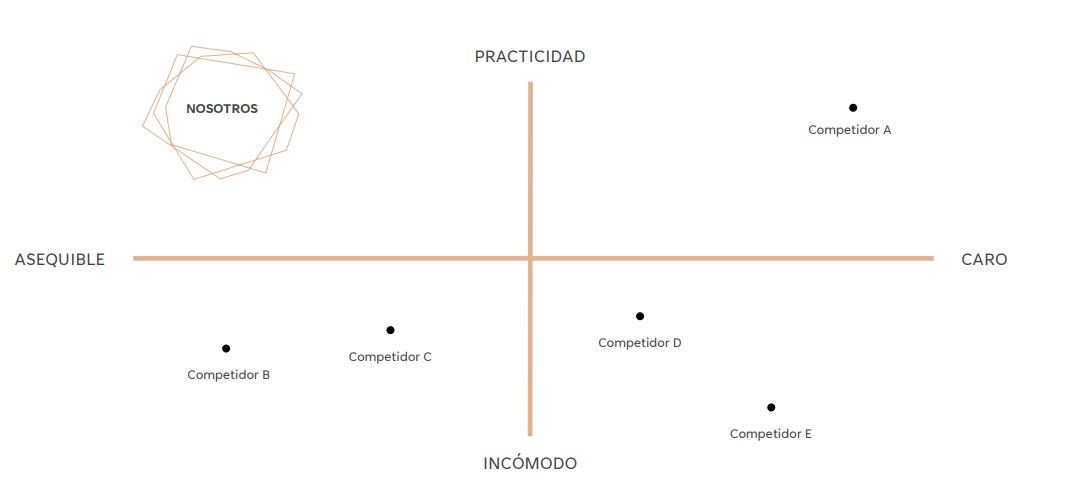 PRACTICIDAD
NOSOTROS
Competidor A
ASEQUIBLE
CARO
Competidor D
Competidor C
Competidor B
Competidor E
INCÓMODO